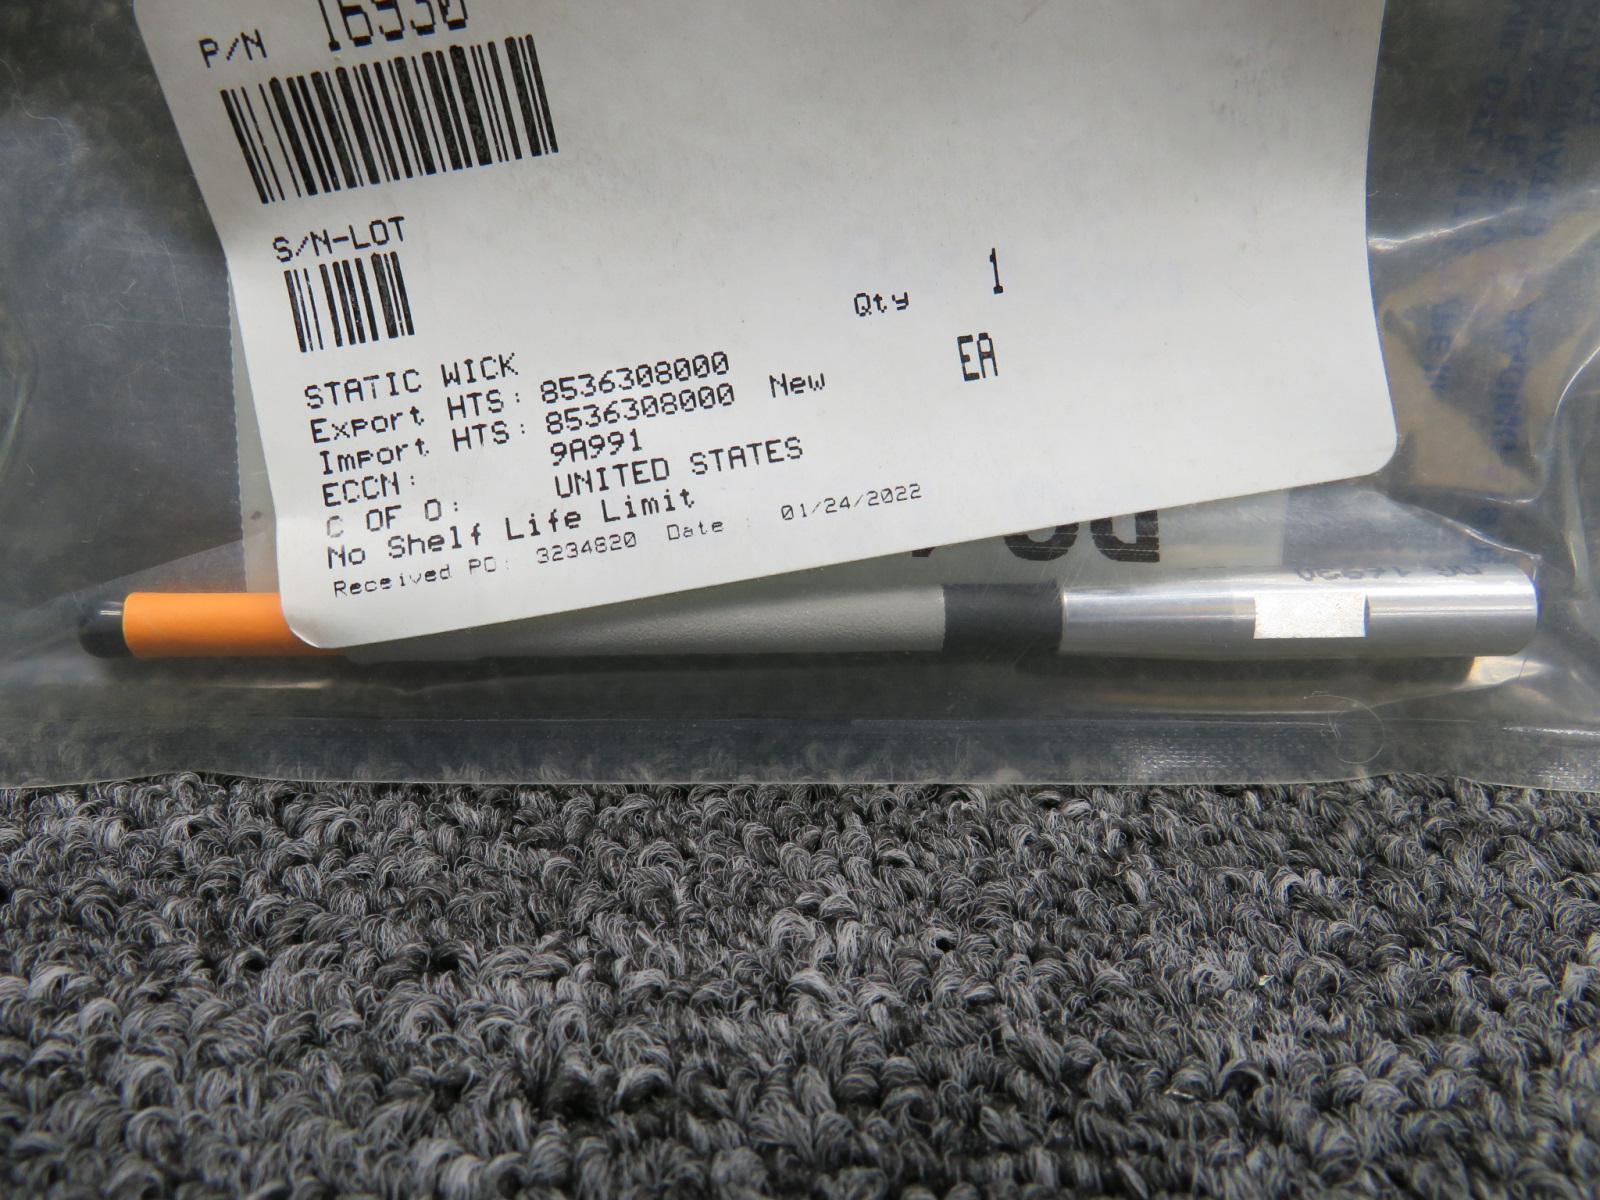 P/N 16930
S/N-LOT
Qty 1
EA
STATIC WICK
Export HTS: 8536308000
Import HTS: 8536308000 New
ECCN: 9A991
C OF O: UNITED STATES
No Shelf Life Limit
Received PO: 3234820 Date : 01/24/2022